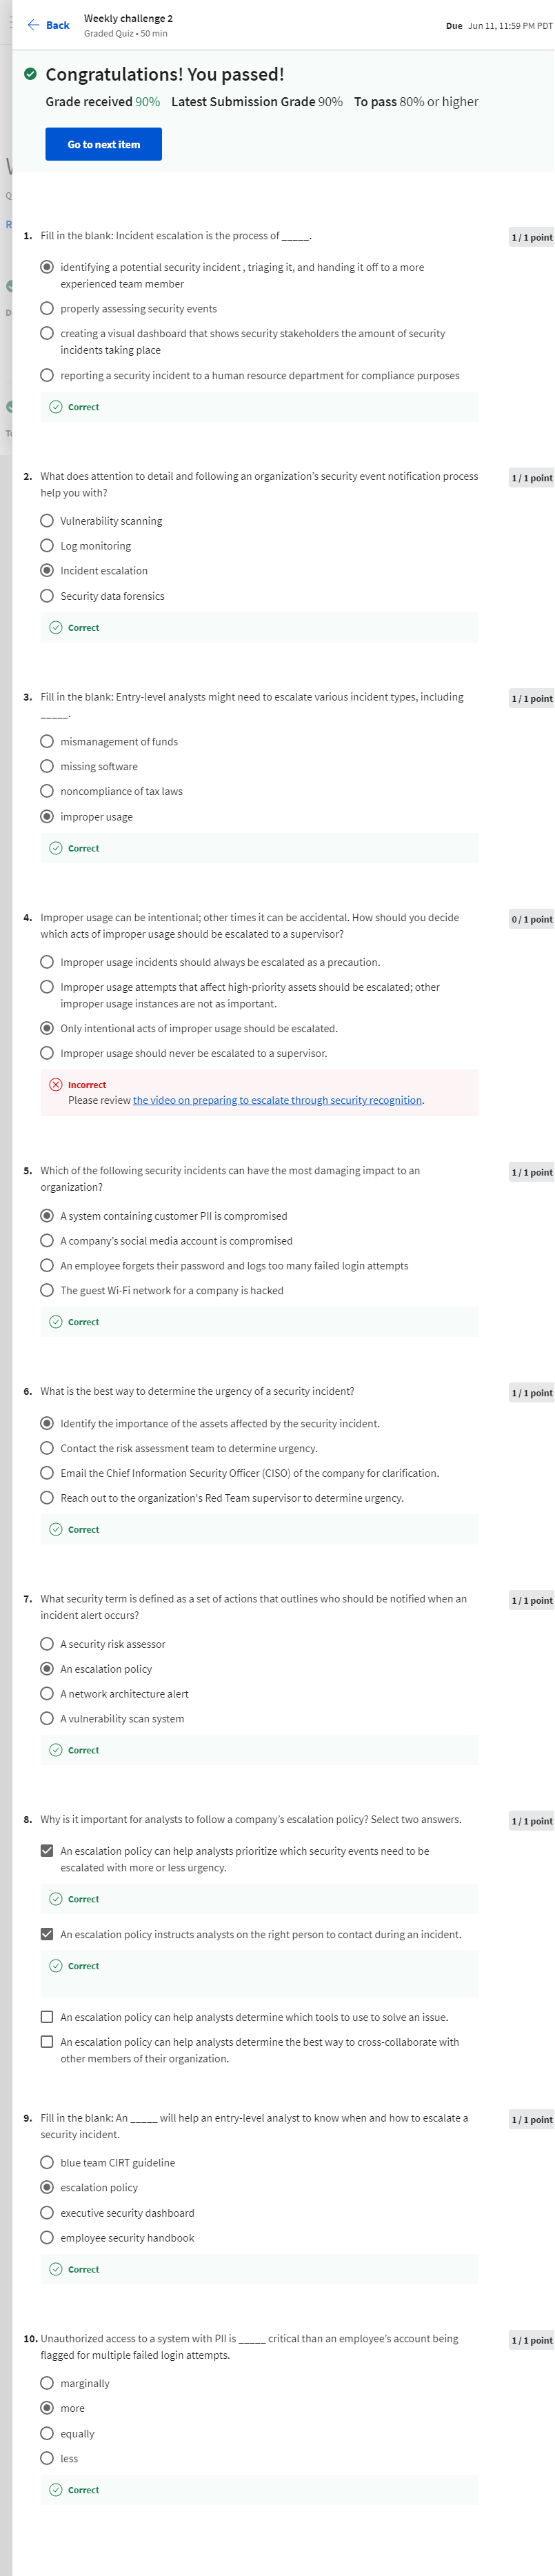 Back
Weekly challenge 2
Graded Quiz • 50 min
Due Jun 11, 11:59 PM PDT
Congratulations! You passed!
Grade received 90% Latest Submission Grade 90% To pass 80% or higher
Go to next item
1. Fill in the blank: Incident escalation is the process of _____.
1 / 1 point
identifying a potential security incident , triaging it, and handing it off to a more
experienced team member
properly assessing security events
creating a visual dashboard that shows security stakeholders the amount of security
incidents taking place
reporting a security incident to a human resource department for compliance purposes
Correct
2. What does attention to detail and following an organization's security event notification process
help you with?
1 / 1 point
Vulnerability scanning
Log monitoring
Incident escalation
Security data forensics
Correct
3. Fill in the blank: Entry-level analysts might need to escalate various incident types, including
_____.
1 / 1 point
mismanagement of funds
missing software
noncompliance of tax laws
improper usage
Correct
4. Improper usage can be intentional; other times it can be accidental. How should you decide
which acts of improper usage should be escalated to a supervisor?
0 / 1 point
Improper usage incidents should always be escalated as a precaution.
Improper usage attempts that affect high-priority assets should be escalated; other
improper usage instances are not as important.
Only intentional acts of improper usage should be escalated.
Improper usage should never be escalated to a supervisor.
Incorrect
Please review the video on preparing to escalate through security recognition.
5. Which of the following security incidents can have the most damaging impact to an
organization?
1 / 1 point
A system containing customer PII is compromised
A company's social media account is compromised
An employee forgets their password and logs too many failed login attempts
The guest Wi-Fi network for a company is hacked
Correct
6. What is the best way to determine the urgency of a security incident?
1 / 1 point
Identify the importance of the assets affected by the security incident.
Contact the risk assessment team to determine urgency.
Email the Chief Information Security Officer (CISO) of the company for clarification.
Reach out to the organization's Red Team supervisor to determine urgency.
Correct
7. What security term is defined as a set of actions that outlines who should be notified when an
incident alert occurs?
1 / 1 point
A security risk assessor
An escalation policy
A network architecture alert
A vulnerability scan system
Correct
8. Why is it important for analysts to follow a company's escalation policy? Select two answers.
1 / 1 point
An escalation policy can help analysts prioritize which security events need to be
escalated with more or less urgency.
Correct
An escalation policy instructs analysts on the right person to contact during an incident.
Correct
An escalation policy can help analysts determine which tools to use to solve an issue.
An escalation policy can help analysts determine the best way to cross-collaborate with
other members of their organization.
9. Fill in the blank: An _____ will help an entry-level analyst to know when and how to escalate a
security incident.
1 / 1 point
blue team CIRT guideline
escalation policy
executive security dashboard
employee security handbook
Correct
10. Unauthorized access to a system with PII is _____ critical than an employee's account being
flagged for multiple failed login attempts.
1 / 1 point
marginally
more
equally
less
Correct